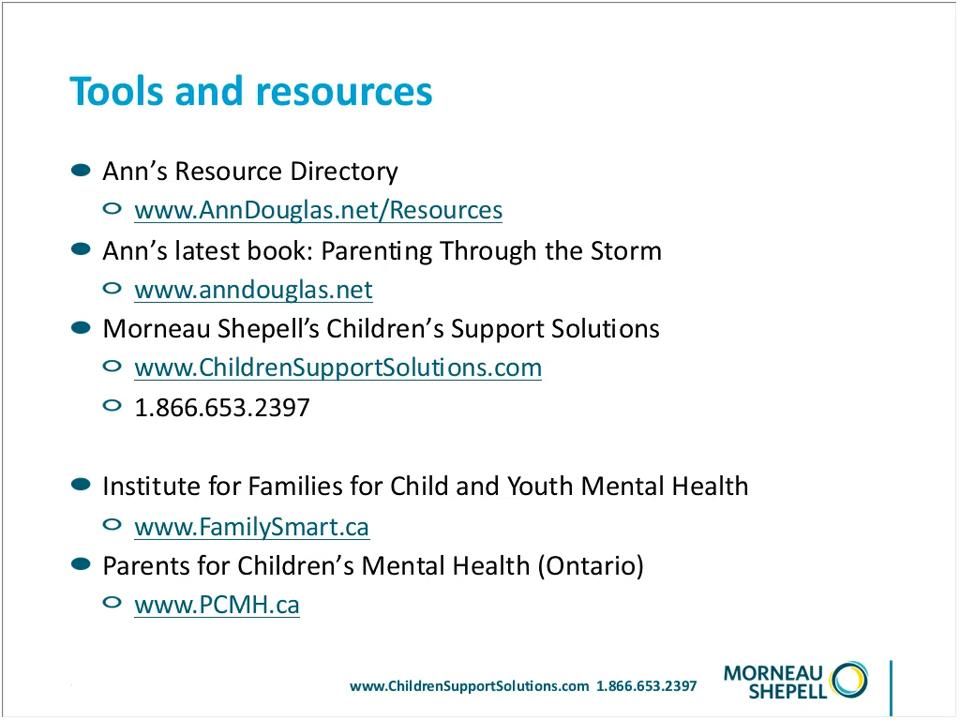 Tools and resources
Ann’s Resource Directory
www.AnnDouglas.net/Resources
Ann’s latest book: Parenting Through the Storm
www.anndouglas.net
Morneau Shepell’s Children’s Support Solutions
www.ChildrenSupportSolutions.com
1.866.653.2397
Institute for Families for Child and Youth Mental Health
www.FamilySmart.ca
Parents for Children’s Mental Health (Ontario)
www.PCMH.ca
www.ChildrenSupportSolutions.com 1.866.653.2397
MORNEAU
SHEPELL